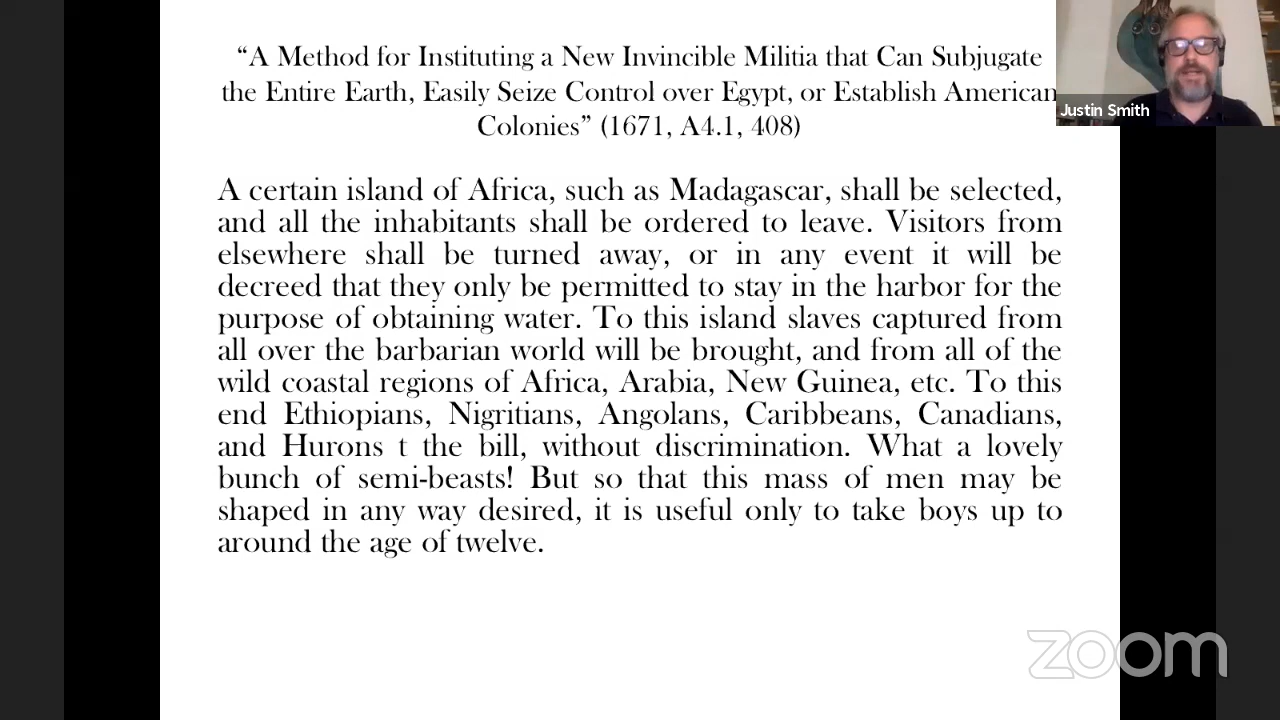 “A Method for Instituting a New Invincible Militia that Can Subjugate
the Entire Earth, Easily Seize Control over Egypt, or Establish American
Colonies” (1671, A4.1, 408)
Justin Smith
A certain island of Africa, such as Madagascar, shall be selected,
and all the inhabitants shall be ordered to leave. Visitors from
elsewhere shall be turned away, or in any event it will be
decreed that they only be permitted to stay in the harbor for the
purpose of obtaining water. To this island slaves captured from
all over the barbarian world will be brought, and from all of the
wild coastal regions of Africa, Arabia, New Guinea, etc. To this
end Ethiopians, Nigritians, Angolans, Caribbeans, Canadians,
and Hurons t the bill, without discrimination. What a lovely
bunch of semi-beasts! But so that this mass of men may be
shaped in any way desired, it is useful only to take boys up to
around the age of twelve.
zoom